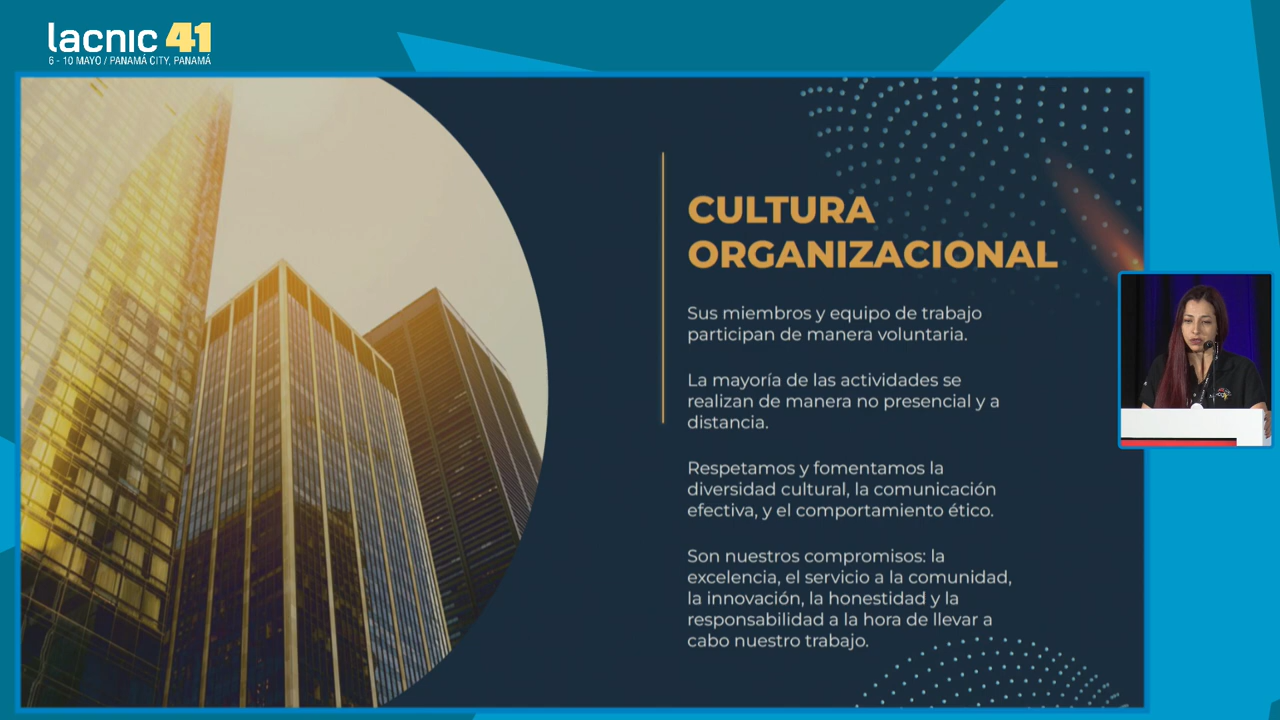 lacnic 41
6 - 10 MAYO / PANAMÁ CITY, PANAMÁ
CULTURA
ORGANIZACIONAL
Sus miembros y equipo de trabajo
participan de manera voluntaria.
La mayoría de las actividades se
realizan de manera no presencial y a
distancia.
Respetamos y fomentamos la
diversidad cultural, la comunicación
efectiva, y el comportamiento ético.
Son nuestros compromisos: la
excelencia, el servicio a la comunidad,
la innovación, la honestidad y la
responsabilidad a la hora de llevar a
cabo nuestro trabajo.